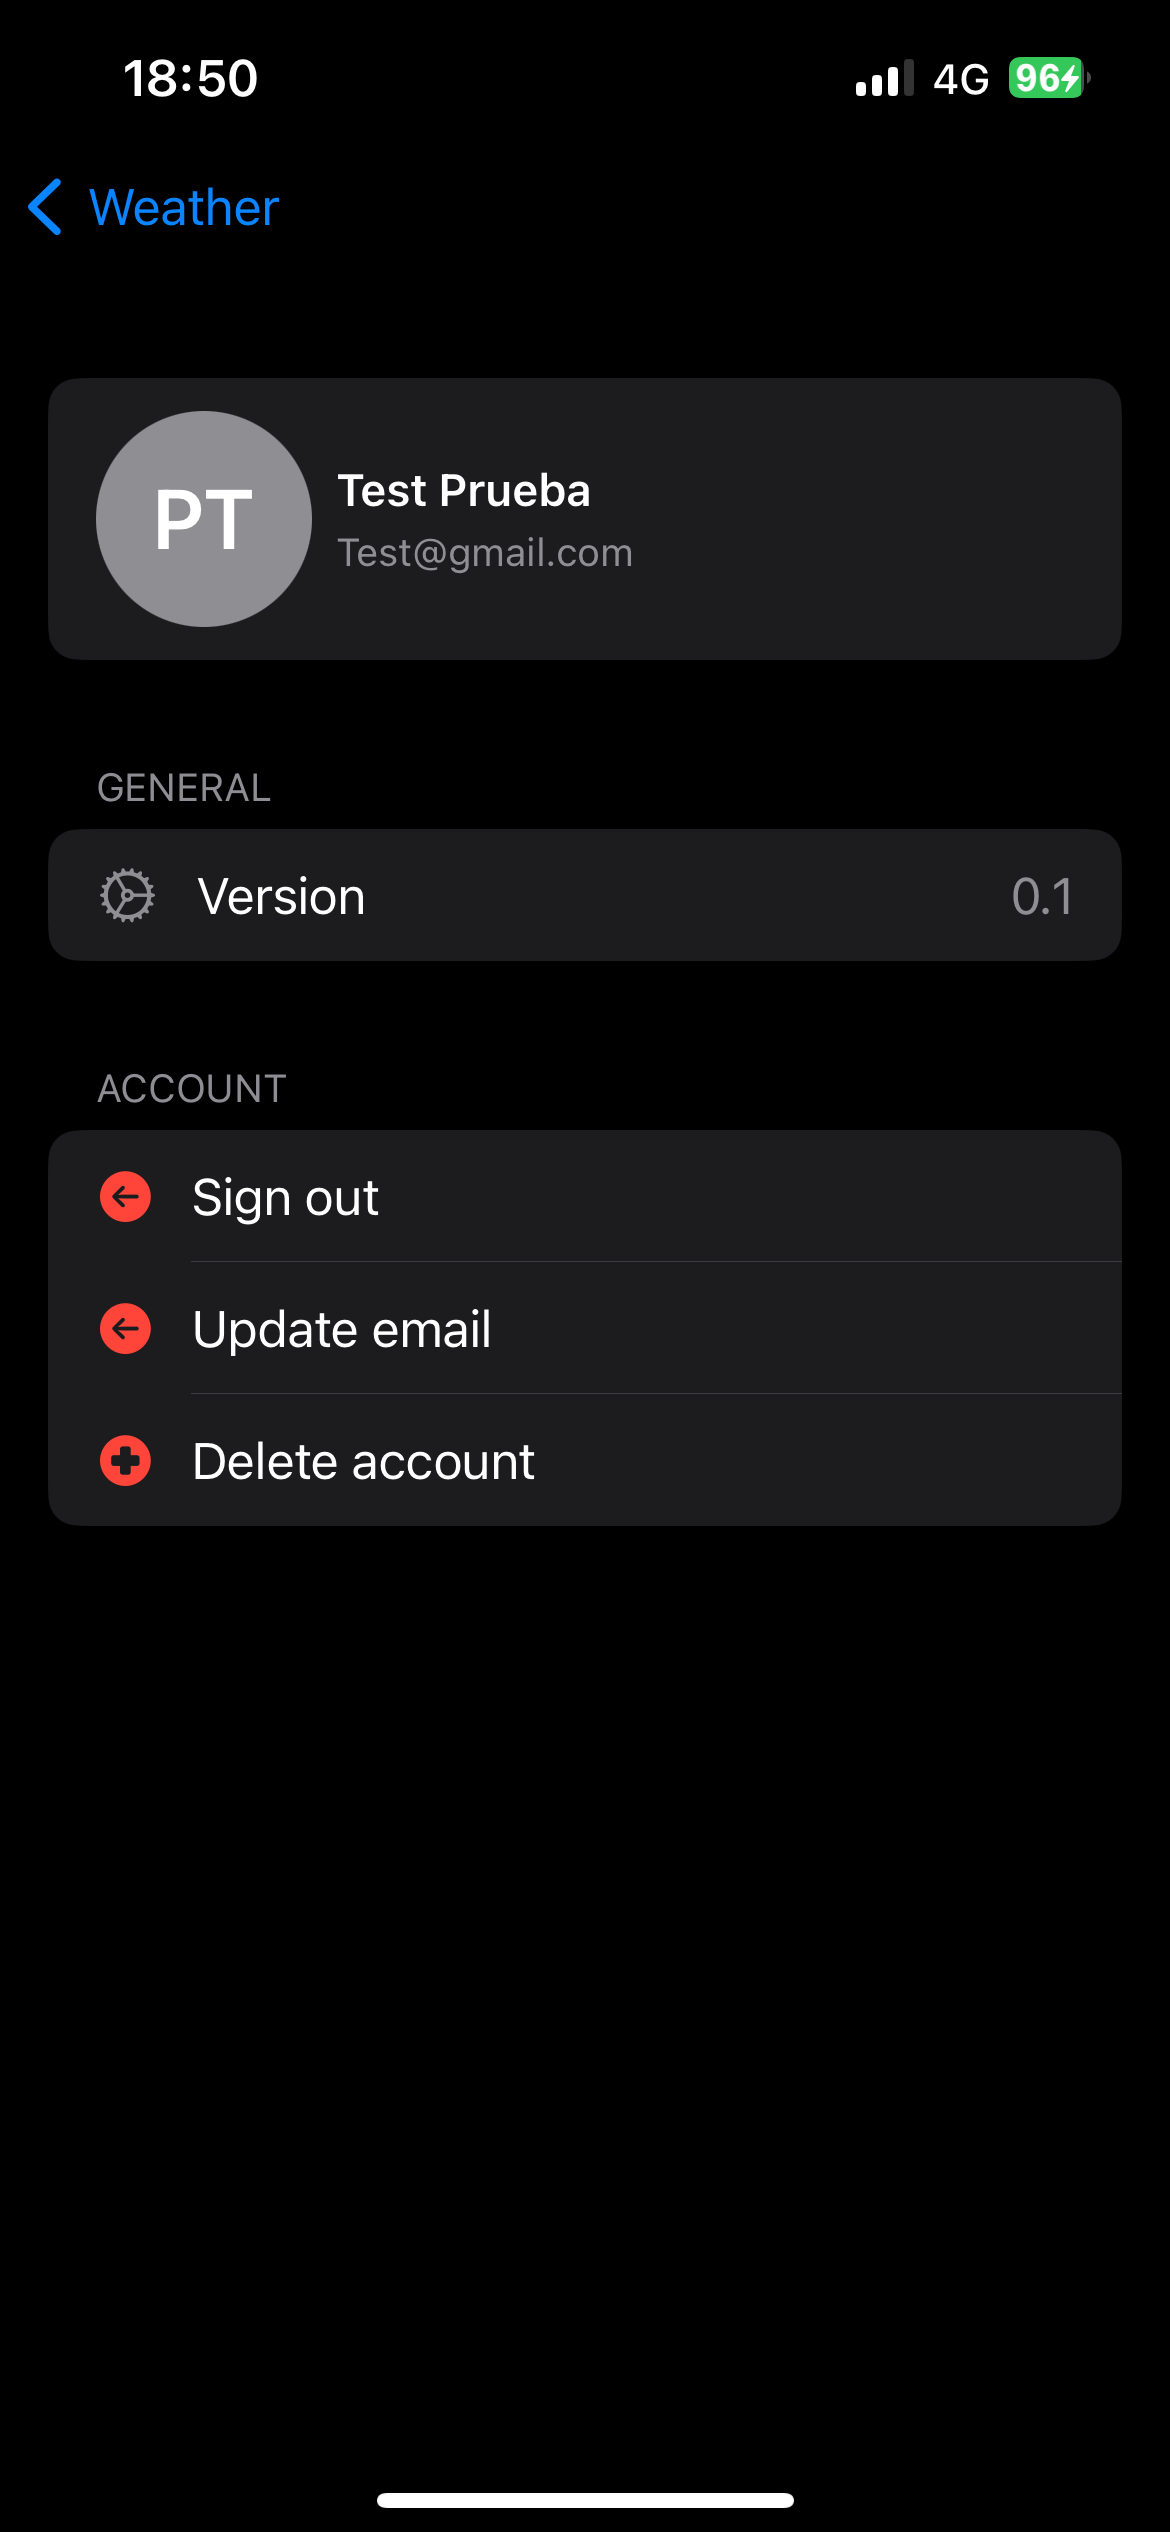 18:50 4G 96
Weather
PT
Test Prueba
Test@gmail.com
GENERAL
Version 0.1
ACCOUNT
Sign out
Update email
Delete account